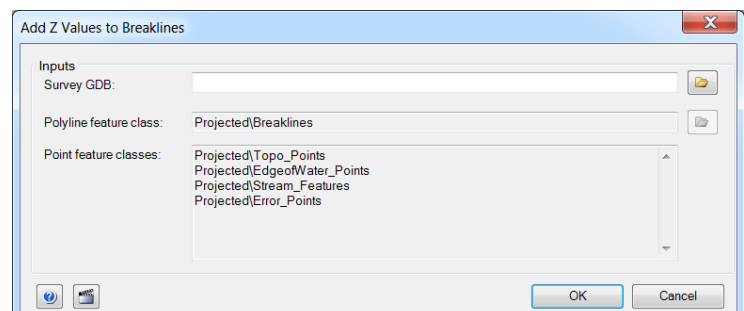 Add Z Values to Breaklines
Inputs
Survey GDB:
Polyline feature class: Projected\Breaklines
Point feature classes: Projected\Topo_Points
Projected\EdgeofWater_Points
Projected\Stream_Features
Projected\Error_Points
OK Cancel